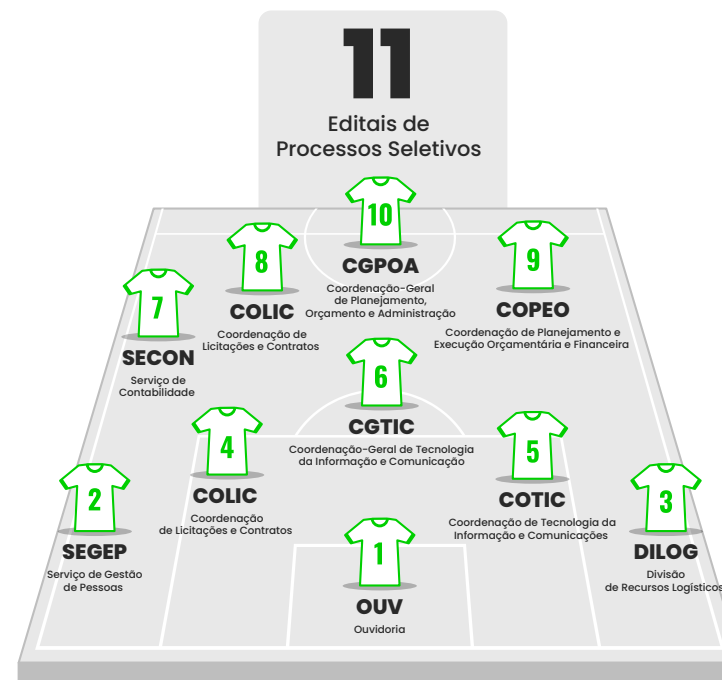 11
Editais de
Processos Seletivos
10
CGPOA
Coordenação-Geral
de Planejamento,
Orçamento e Administração
8
COLIC
Coordenação de
Licitações e Contratos
9
COPEO
Coordenação de Planejamento e
Execução Orçamentária e Financeira
7
SECON
Serviço de
Contabilidade
6
CGTIC
Coordenação-Geral de Tecnologia
da Informação e Comunicação
4
COLIC
Coordenação
de Licitações e Contratos
5
COTIC
Coordenação de Tecnologia da
Informação e Comunicações
2
SEGEP
Serviço de Gestão
de Pessoas
3
DILOG
Divisão
de Recursos Logísticos
1
OUV
Ouvidoria